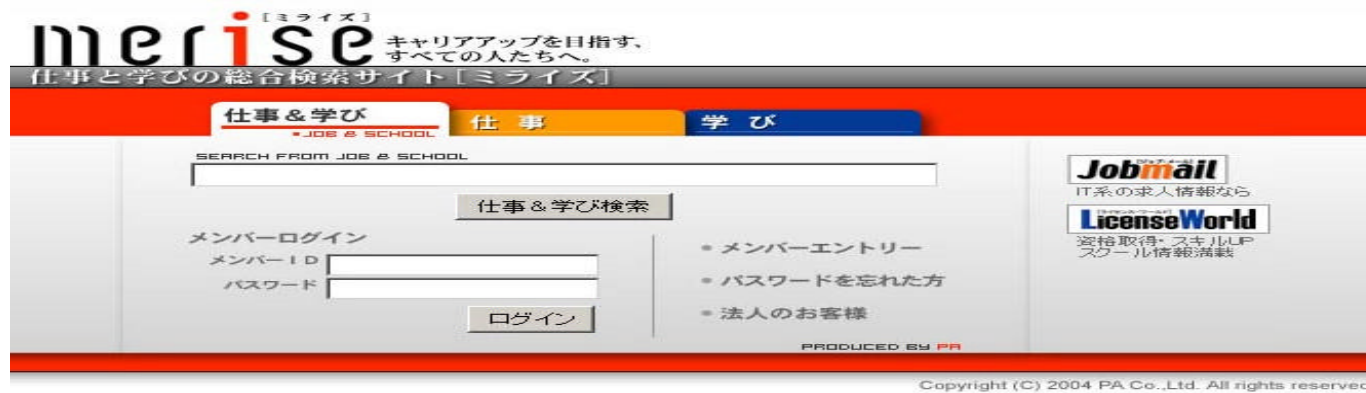 [ミライズ]
merise
キャリアアップを目指す、
すべての人たちへ。
仕事と学びの総合検索サイト[ミライズ]
仕事&学び
JOB & SCHOOL
仕 事
学 び
SEARCH FROM JOB & SCHOOL
仕事&学び検索
メンバーログイン
メンバーID
パスワード
ログイン
メンバーエントリー
パスワードを忘れた方
法人のお客様
PRODUCED BY PA
Jobmail
IT系の求人情報なら
LicenseWorld
資格取得・スキルUP
スクール情報満載
Copyright (C) 2004 PA Co.,Ltd. All rights reserved